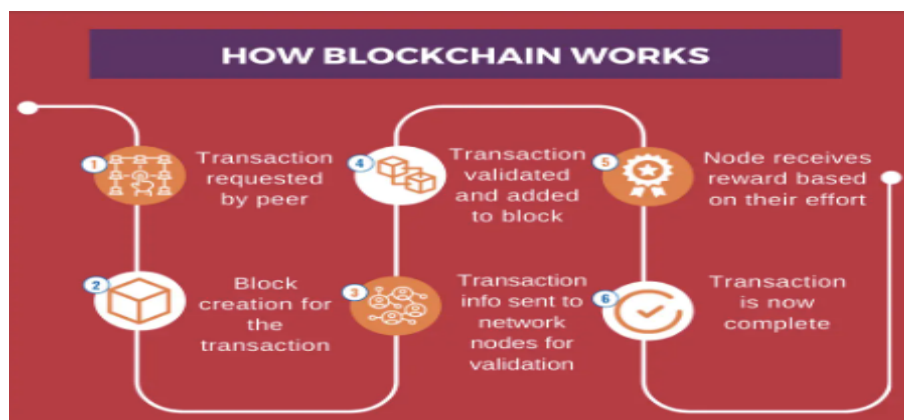 HOW BLOCKCHAIN WORKS
1
Transaction
requested
by peer
2
Block
creation for
the
transaction
3
Transaction
info sent to
network
nodes for
validation
4
Transaction
validated
and added
to block
5
Node receives
reward based
on their effort
6
Transaction
is now
complete